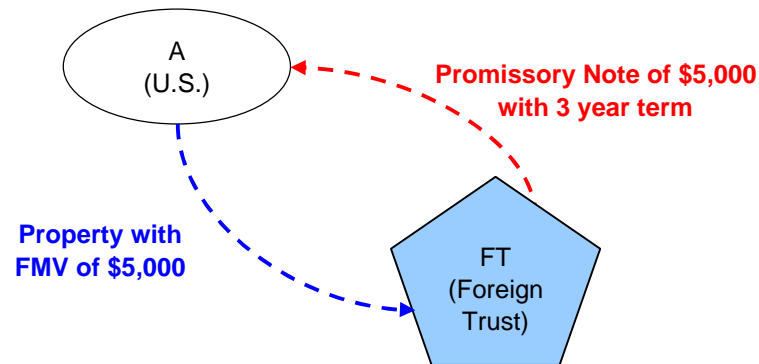 A
(U.S.)
Promissory Note of $5,000
with 3 year term
Property with
FMV of $5,000
FT
(Foreign
Trust)